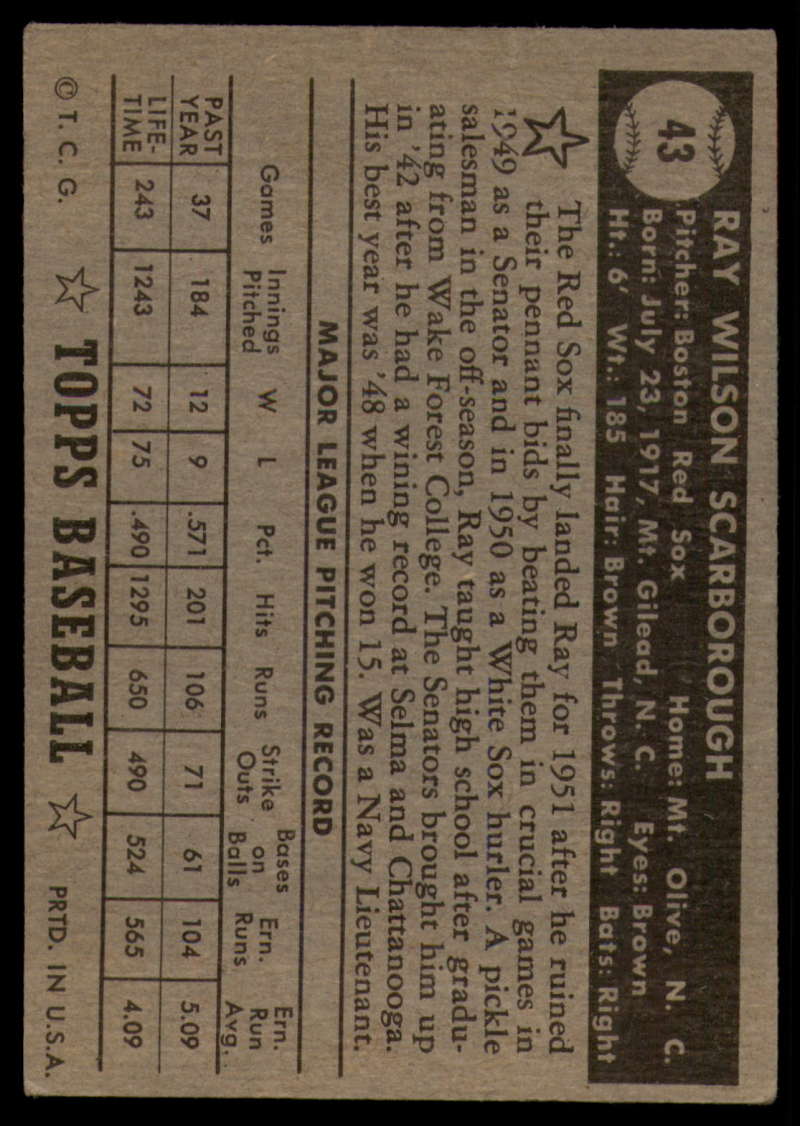 43
RAY WILSON SCARBOROUGH
Pitcher: Boston Red Sox Home: Mt. Olive, N. C.
Born: July 23, 1917, Mt. Gilead, N. C. Eyes: Brown
Ht.: 6' Wt.: 185 Hair: Brown Throws: Right Bats: Right
The Red Sox finally landed Ray for 1951 after he ruined
their pennant bids by beating them in crucial games in
1949 as a Senator and in 1950 as a White Sox hurler. A pickle
salesman in the off-season, Ray taught high school after gradu-
ating from Wake Forest College. The Senators brought him up
in '42 after he had a wining record at Selma and Chattanooga.
His best year was '48 when he won 15. Was a Navy Lieutenant.
MAJOR LEAGUE PITCHING RECORD
Games Innings Pitched W L Pct. Hits Runs Strike Outs Bases on Balls Ern. Runs Ern. Run Avg.
PAST YEAR 37 184 12 9 .571 201 106 71 61 104 5.09
LIFE-TIME 243 1243 72 75 .490 1295 650 490 524 565 4.09
© T. C. G. TOPPS BASEBALL PRTD. IN U.S.A.